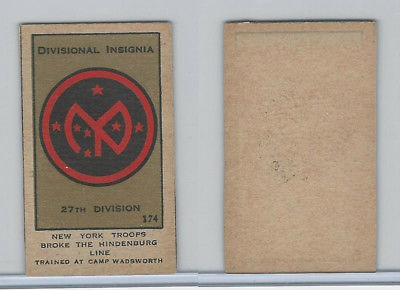 DIVISIONAL INSIGNIA
27TH DIVISION
174
NEW YORK TROOPS
BROKE THE HINDENBURG
LINE
TRAINED AT CAMP WADSWORTH